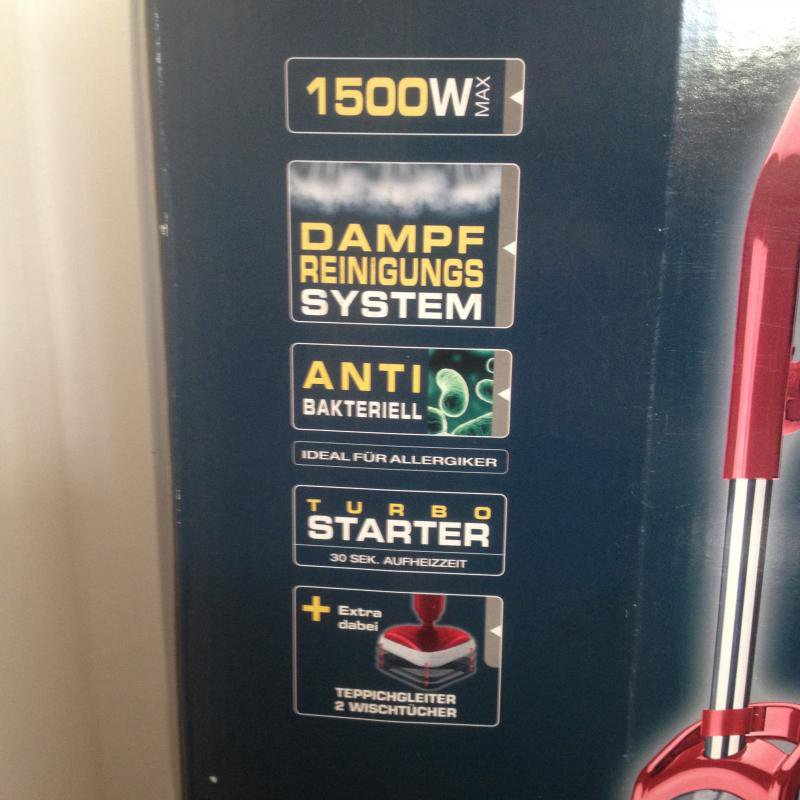 1500W MAX
DAMPF
REINIGUNGS
SYSTEM
ANTI
BAKTERIELL
IDEAL FÜR ALLERGIKER
TURBO
STARTER
30 SEK. AUFHEIZZEIT
+ Extra
dabei
TEPPICHGLEITER
2 WISCHTÜCHER